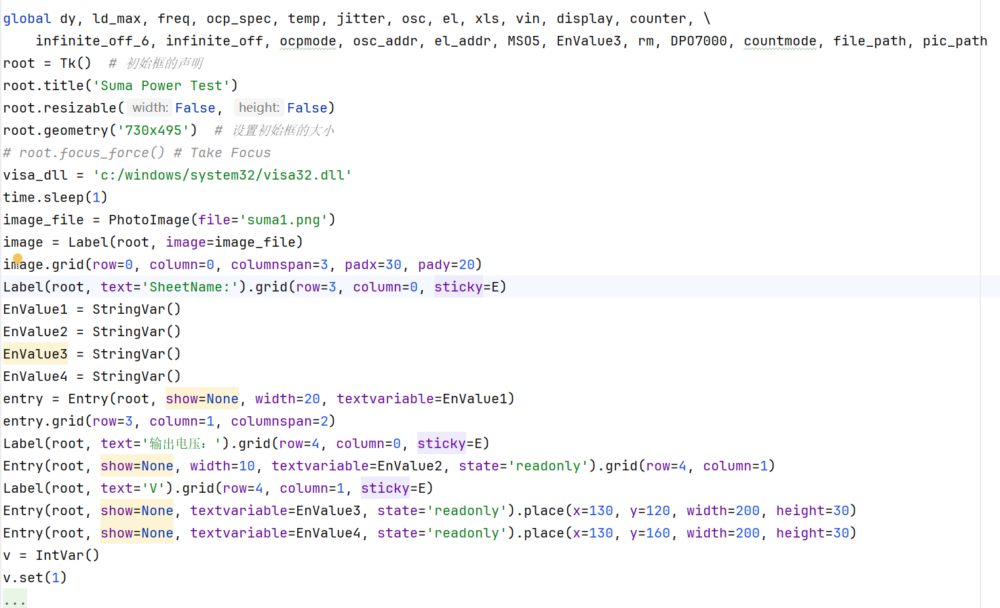 global dy, ld_max, freq, ocp_spec, temp, jitter, osc, el, xls, vin, display, counter, \
    infinite_off_6, infinite_off, ocpmode, osc_addr, el_addr, MSO5, EnValue3, rm, DPO7000, countmode, file_path, pic_path
root = Tk()  # 初始框的声明
root.title('Suma Power Test')
root.resizable(width: False, height: False)
root.geometry('730x495')  # 设置初始框的大小
# root.focus_force() # Take Focus
visa_dll = 'c:/windows/system32/visa32.dll'
time.sleep(1)
image_file = PhotoImage(file='suma1.png')
image = Label(root, image=image_file)
image.grid(row=0, column=0, columnspan=3, padx=30, pady=20)
Label(root, text='SheetName:').grid(row=3, column=0, sticky=E)
EnValue1 = StringVar()
EnValue2 = StringVar()
EnValue3 = StringVar()
EnValue4 = StringVar()
entry = Entry(root, show=None, width=20, textvariable=EnValue1)
entry.grid(row=3, column=1, columnspan=2)
Label(root, text='输出电压：').grid(row=4, column=0, sticky=E)
Entry(root, show=None, width=10, textvariable=EnValue2, state='readonly').grid(row=4, column=1)
Label(root, text='V').grid(row=4, column=1, sticky=E)
Entry(root, show=None, textvariable=EnValue3, state='readonly').place(x=130, y=120, width=200, height=30)
Entry(root, show=None, textvariable=EnValue4, state='readonly').place(x=130, y=160, width=200, height=30)
v = IntVar()
v.set(1)
...